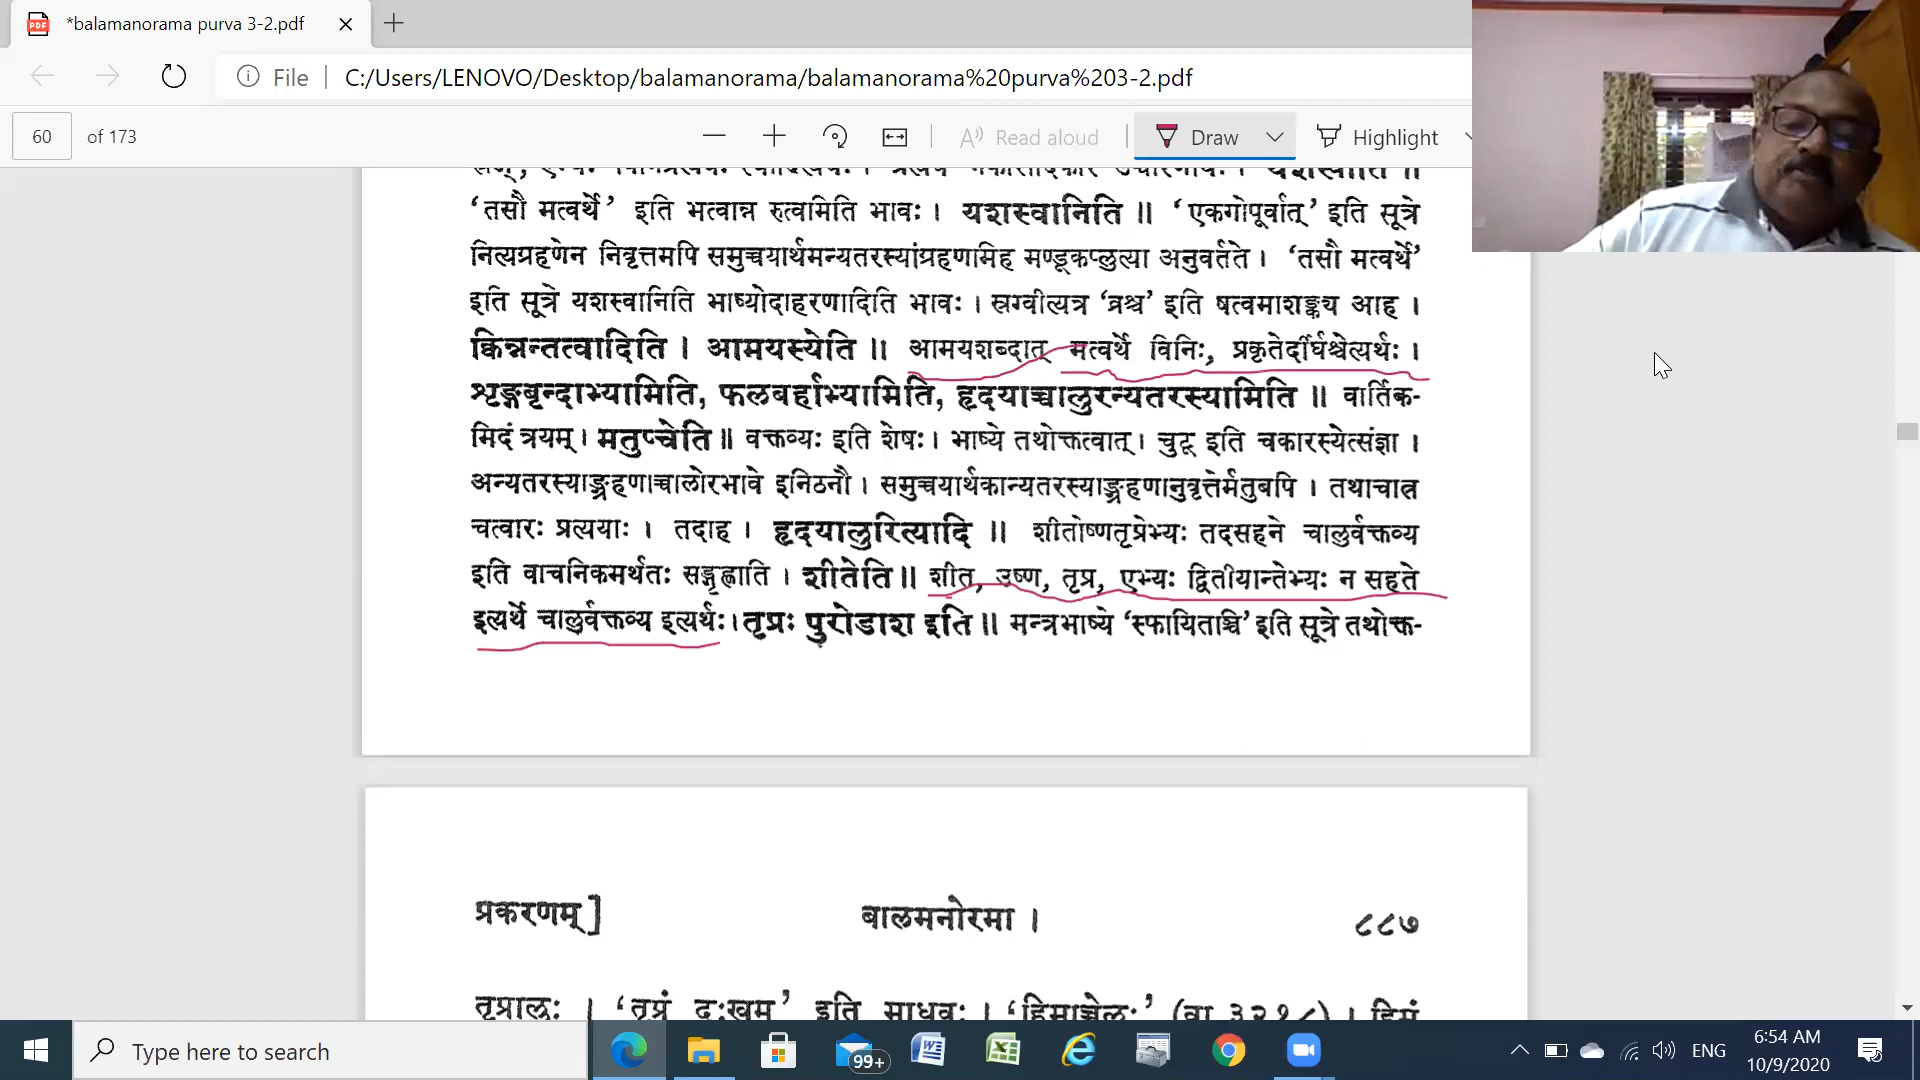 *balamanorama purva 3-2.pdf
File
C:/Users/LENOVO/Desktop/balamanorama/balamanorama%20purva%203-2.pdf
60 of 173
Read aloud
Draw
Highlight
‘तसौ मत्वर्थे’ इति भत्वान्न रुत्वमिति भावः । यशस्वानिति ॥ ‘एकगोपूर्वात्’ इति सूत्रे
नित्यग्रहणेन निवृत्तमपि समुच्चयार्थमन्यतरस्यांग्रहणमिह मण्डूकप्लुत्या अनुवर्तते । ‘तसौ मत्वर्थे’
इति सूत्रे यशस्वानिति भाष्योदाहरणादिति भावः । स्रग्वीत्यत्र ‘व्रश्च’ इति षत्वमाशङ्क्य आह ।
क्विन्नन्तत्वादिति । आमयस्येति ॥ आमयशब्दात् मत्वर्थे विनिः, प्रकृतेर्दीर्घश्चेत्यर्थः ।
शृङ्गबृन्दाभ्यामिति, फलबर्हाभ्यामिति, हृदयाच्चालुरन्यतरस्यामिति ॥ वार्तिक-
मिदं त्रयम् । मतुप्चेति ॥ वक्तव्यः इति शेषः । भाष्ये तथोक्तत्वात् । चुटू इति चकारस्येत्संज्ञा ।
अन्यतरस्याङ्ग्रहणाच्चालोरभावे इनिठनौ । समुच्चयार्थकान्यतरस्याङ्ग्रहणानुवृत्तेर्मतुबपि । तथाचात्र
चत्वारः प्रत्ययाः । तदाह । हृदयालुरित्यादि ॥ शीतोष्णतृप्रेभ्यः तदसहने चालुर्वक्तव्य
इति वाचनिकमर्थतः सङ्गृह्णाति । शीतेति ॥ शीत, उष्ण, तृप्र, एभ्यः द्वितीयान्तेभ्यः न सहते
इत्यर्थे चालुर्वक्तव्य इत्यर्थः । तृप्रः पुरोडाश इति ॥ मन्त्रभाष्ये ‘स्फायितञ्चि’ इति सूत्रे तथोक्त-
प्रकरणम्] बालमनोरमा । ८८७
तृप्रालुः । ‘तृप्रं दुःखम्’ इति माधवः । ‘हिमाच्चेलुः’ (वा ३२१८) । हिमं
Type here to search
99+
ENG
6:54 AM
10/9/2020